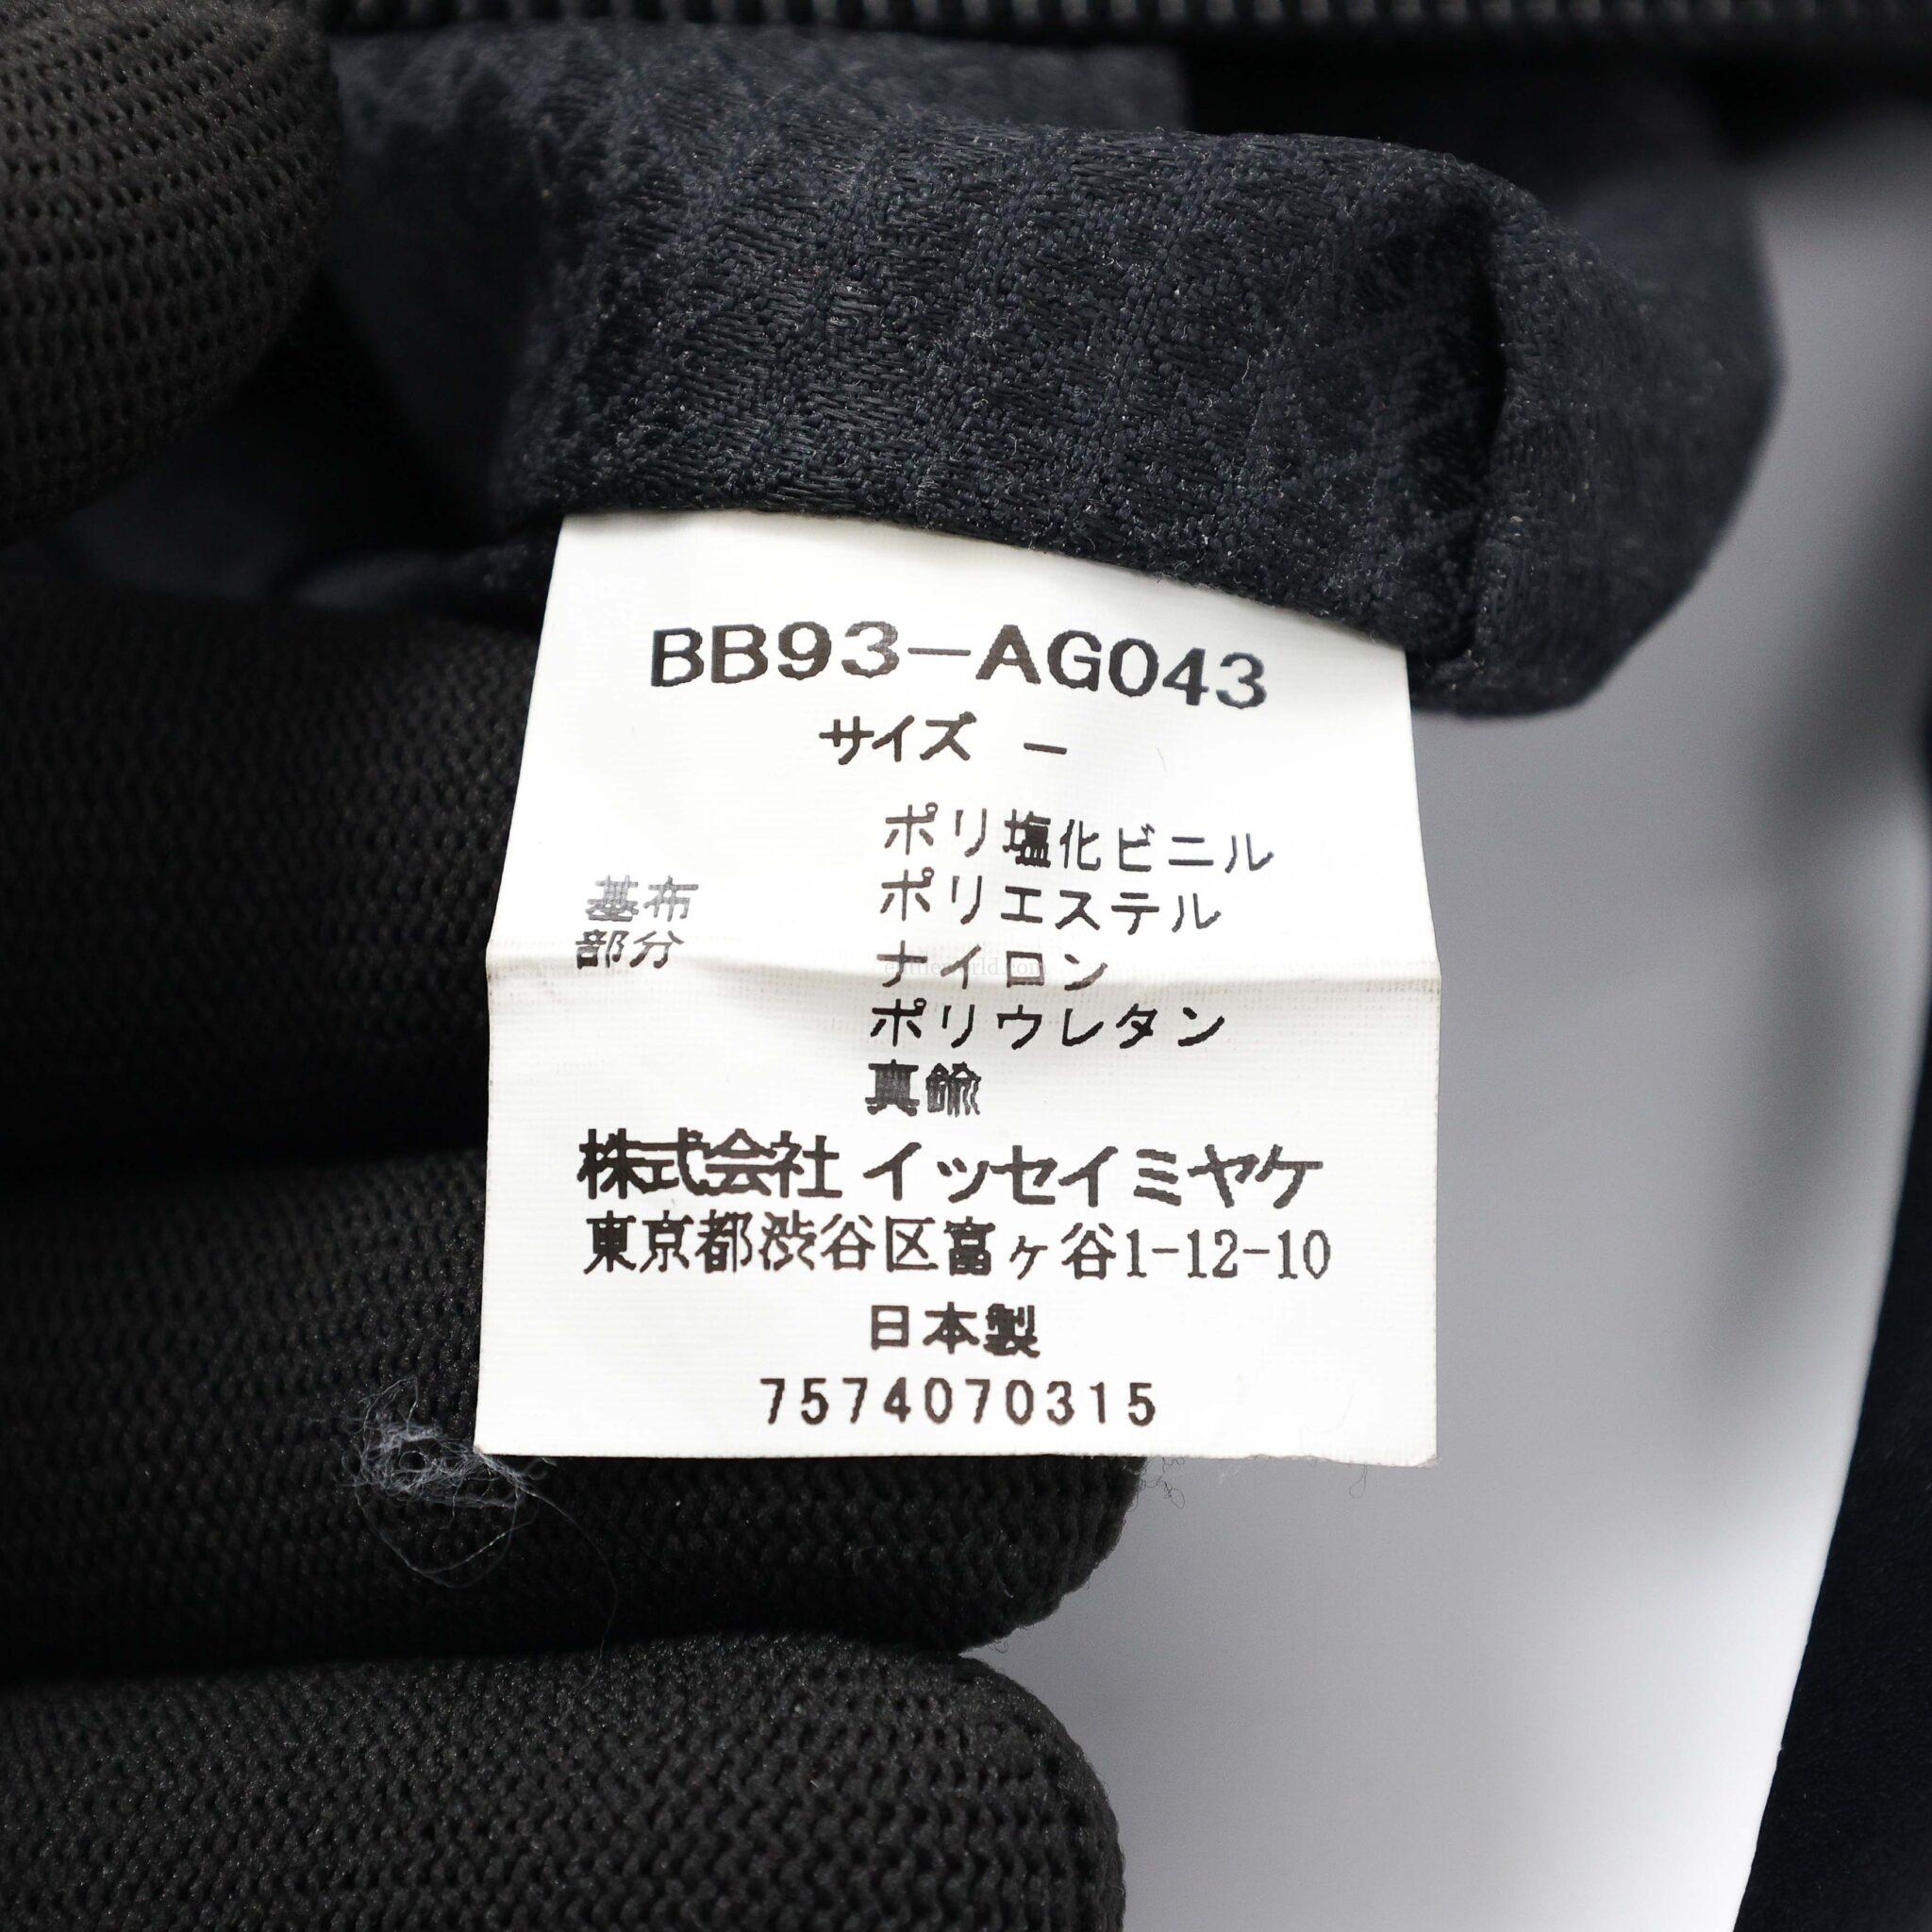 BB93-AG043
サイズ －
ポリ塩化ビニル
基布 ポリエステル
部分 ナイロン
ポリウレタン
真鍮
株式会社 イッセイミヤケ
東京都渋谷区富ヶ谷1-12-10
日本製
7574070315